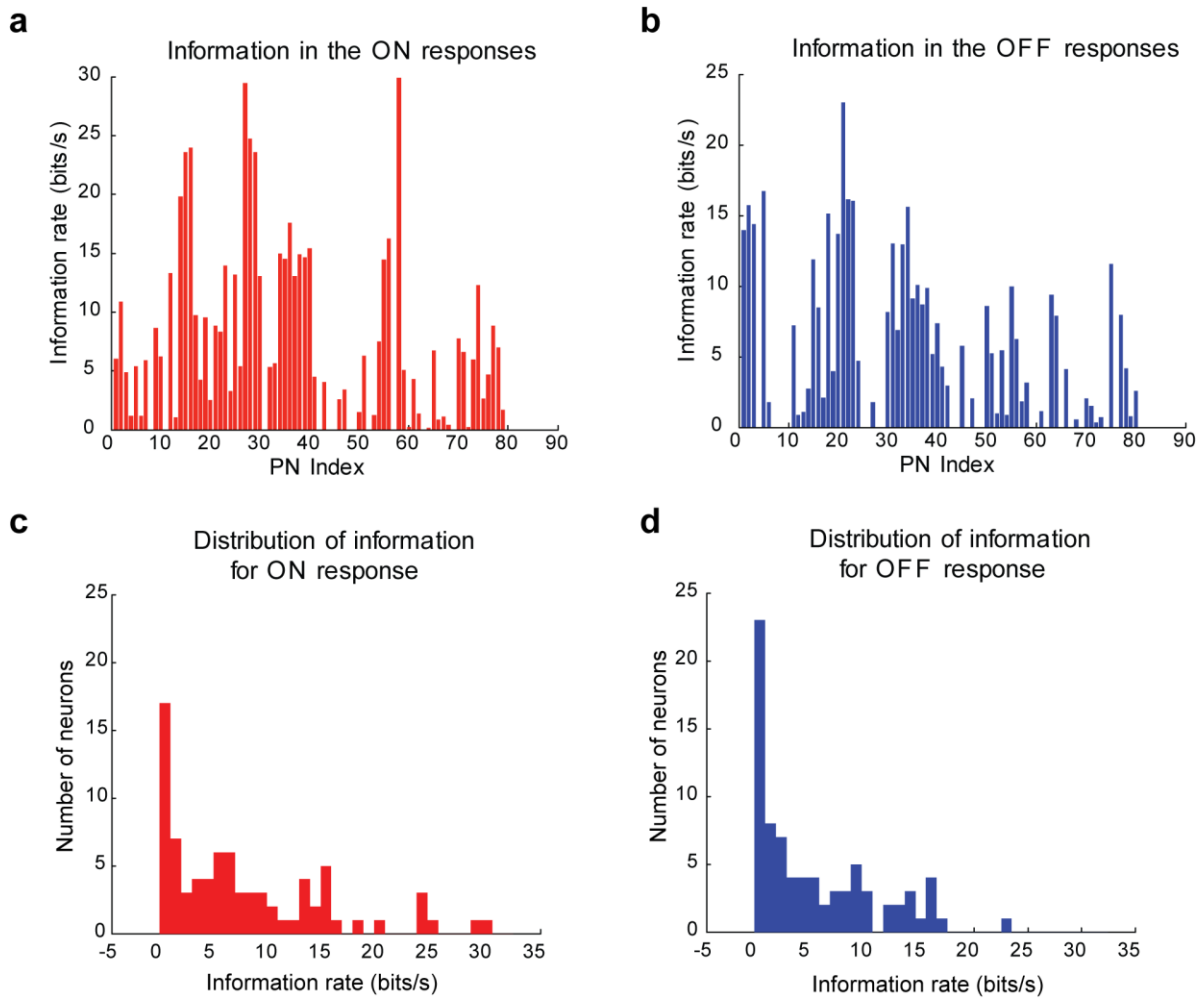 a
Information in the ON responses
30
25
20
15
10
5
0
Information rate (bits/s)
0 10 20 30 40 50 60 70 80 90
PN Index
b
Information in the OFF responses
25
20
15
10
5
0
Information rate (bits/s)
0 10 20 30 40 50 60 70 80 90
PN Index
c
Distribution of information
for ON response
25
20
15
10
5
0
Number of neurons
-5 0 5 10 15 20 25 30 35
Information rate (bits/s)
d
Distribution of information
for OFF response
25
20
15
10
5
0
Number of neurons
-5 0 5 10 15 20 25 30 35
Information rate (bits/s)